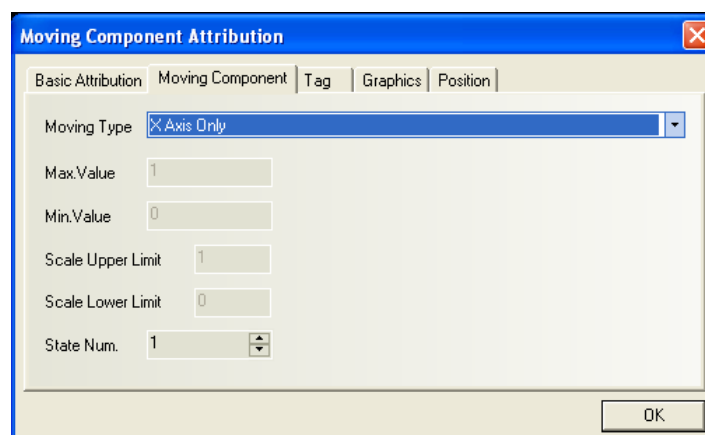 Moving Component Attribution
Basic Attribution Moving Component Tag Graphics Position
Moving Type X Axis Only
Max.Value 1
Min.Value 0
Scale Upper Limit 1
Scale Lower Limit 0
State Num. 1
OK